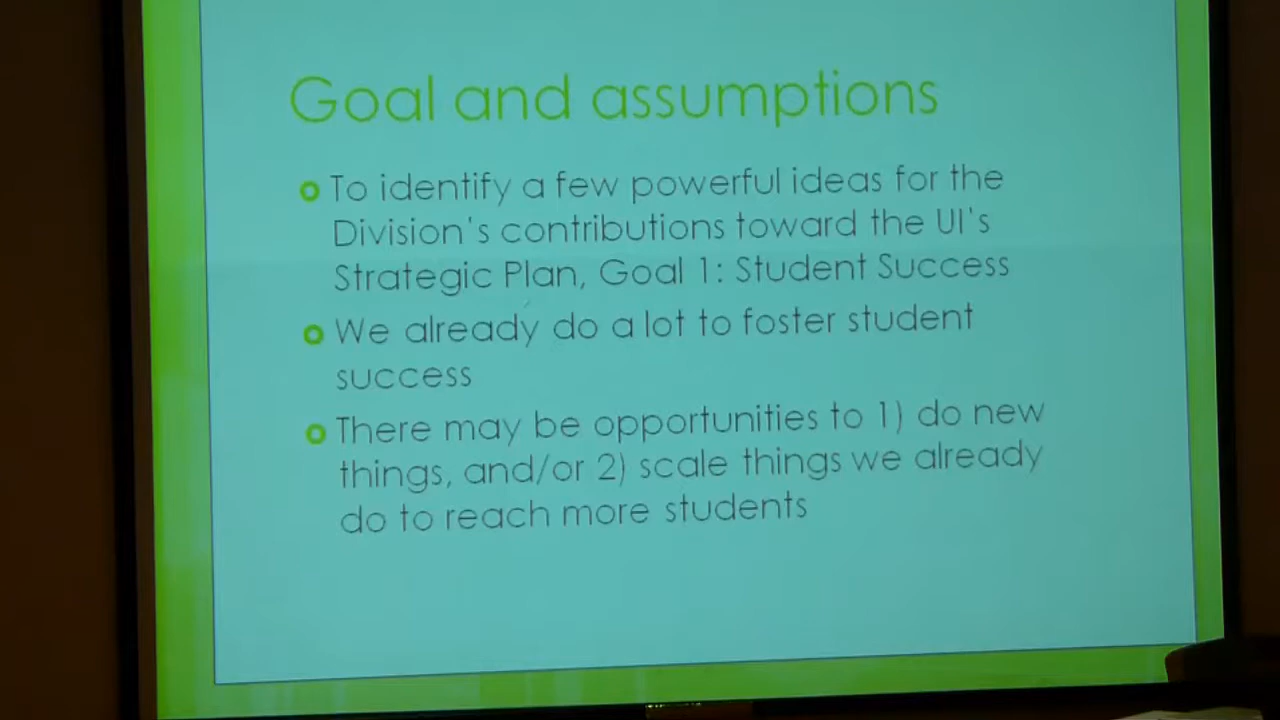 Goal and assumptions
To identify a few powerful ideas for the
Division's contributions toward the UI's
Strategic Plan, Goal 1: Student Success
We already do a lot to foster student
success
There may be opportunities to 1) do new
things, and/or 2) scale things we already
do to reach more students